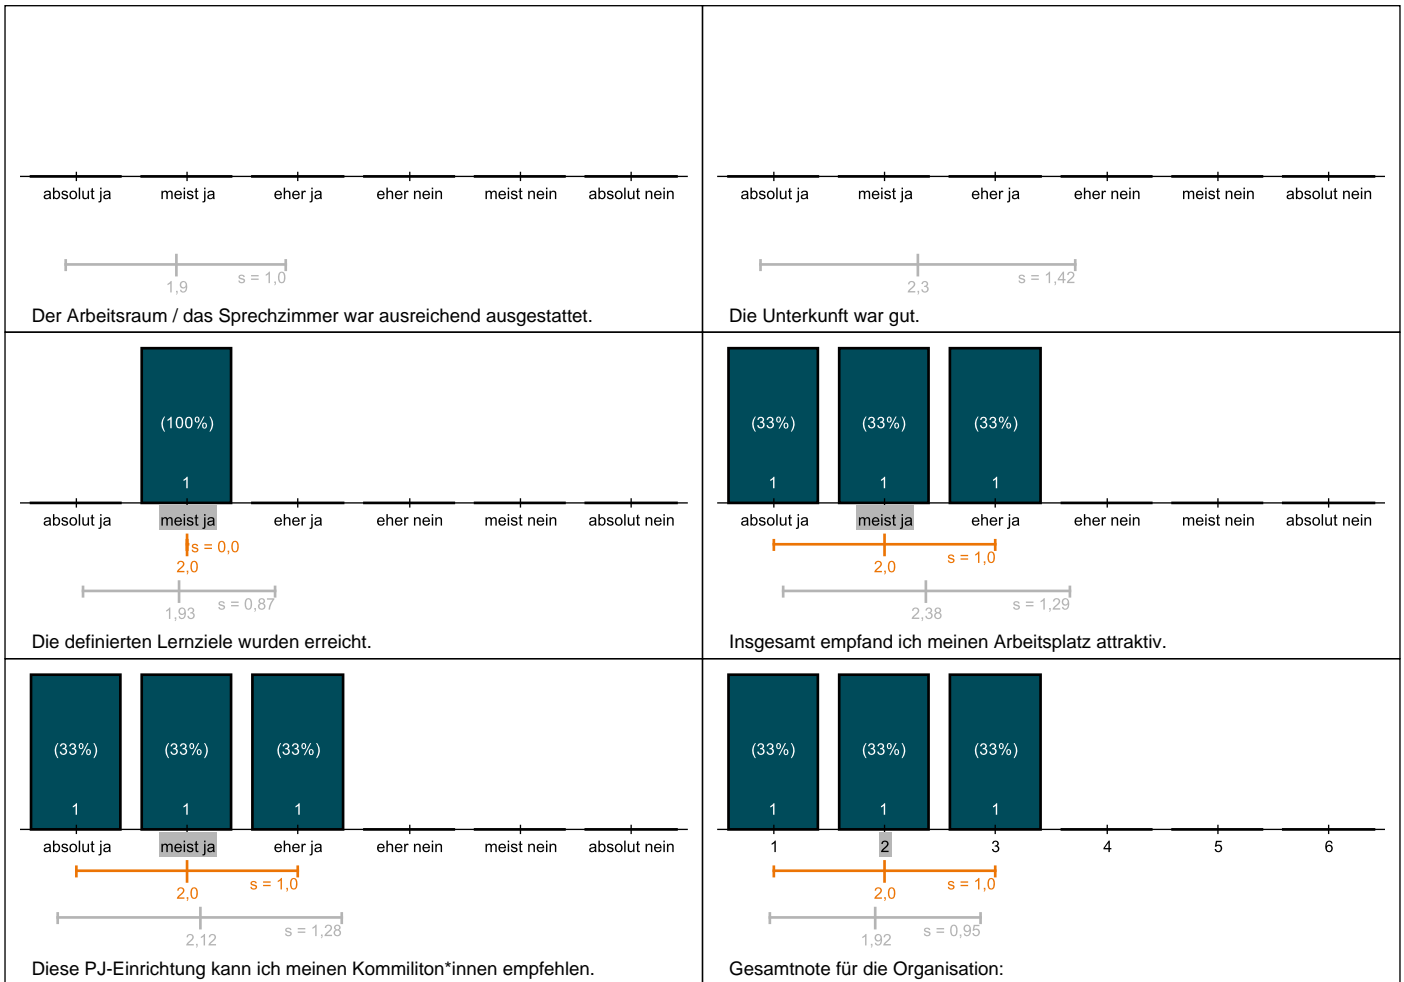 absolut ja meist ja eher ja eher nein meist nein absolut nein
s = 1,0
1,9
Der Arbeitsraum / das Sprechzimmer war ausreichend ausgestattet.
absolut ja meist ja eher ja eher nein meist nein absolut nein
s = 1,42
2,3
Die Unterkunft war gut.
(100%)
1
absolut ja meist ja eher ja eher nein meist nein absolut nein
s = 0,0
2,0
s = 0,87
1,93
Die definierten Lernziele wurden erreicht.
(33%) (33%) (33%)
1 1 1
absolut ja meist ja eher ja eher nein meist nein absolut nein
s = 1,0
2,0
s = 1,29
2,38
Insgesamt empfand ich meinen Arbeitsplatz attraktiv.
(33%) (33%) (33%)
1 1 1
absolut ja meist ja eher ja eher nein meist nein absolut nein
s = 1,0
2,0
s = 1,28
2,12
Diese PJ-Einrichtung kann ich meinen Kommiliton*innen empfehlen.
(33%) (33%) (33%)
1 1 1
1 2 3 4 5 6
s = 1,0
2,0
s = 0,95
1,92
Gesamtnote für die Organisation: